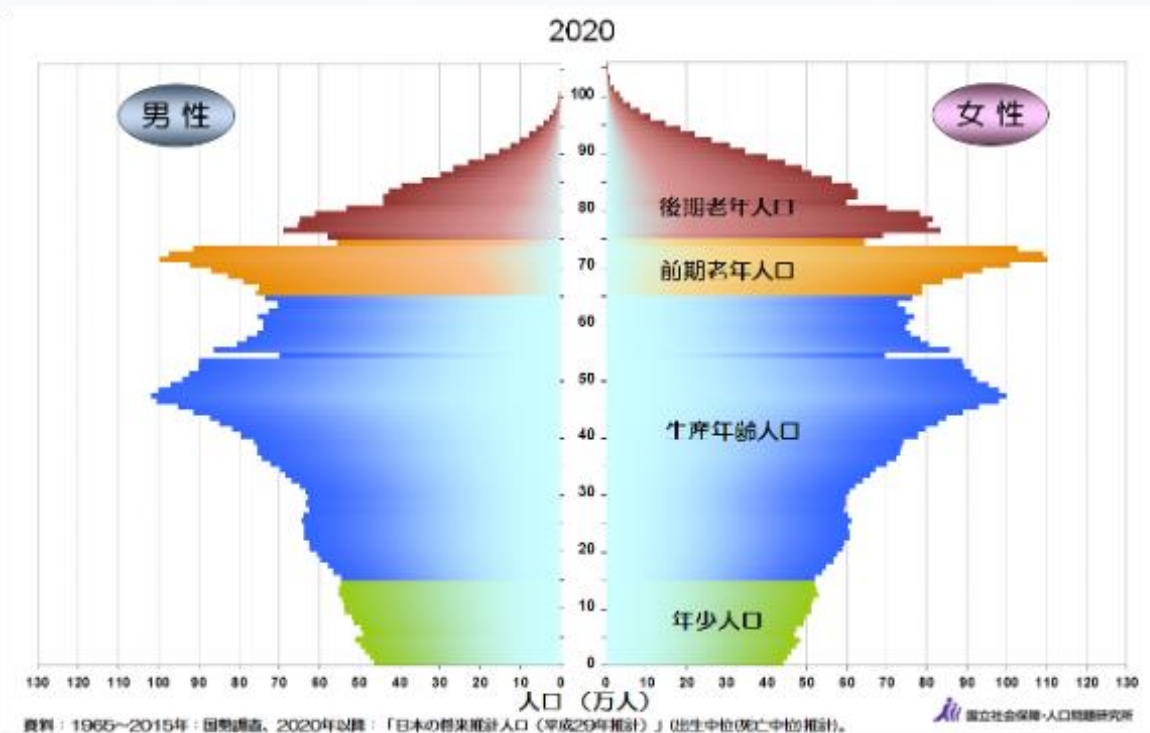 2020
男性
女性
100
90
80
70
60
50
40
30
20
10
0
後期老年人口
前期老年人口
生産年齢人口
年少人口
130 120 110 100 90 80 70 60 50 40 30 20 10 0
0 10 20 30 40 50 60 70 80 90 100 110 120 130
人口（万人）
資料：1965～2015年：国勢調査、2020年以降：「日本の将来推計人口（平成29年推計）」(出生中位(死亡中位)推計)。
国立社会保障・人口問題研究所